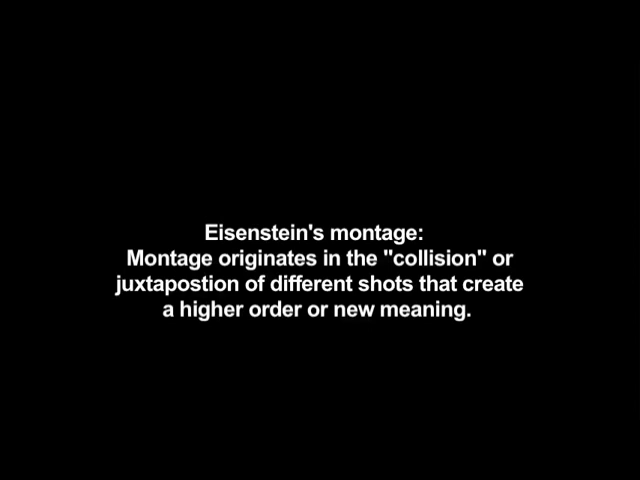 Eisenstein's montage:
Montage originates in the "collision" or
juxtapostion of different shots that create
a higher order or new meaning.